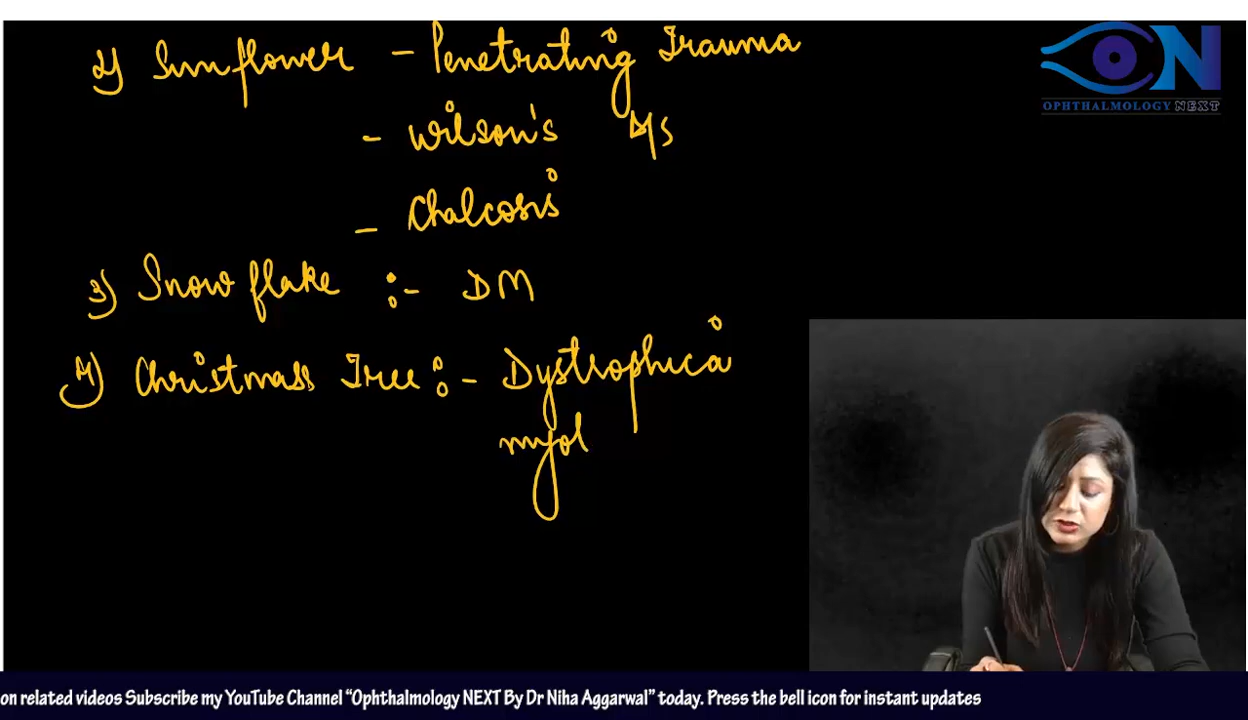 2) Sunflower - Penetrating Trauma
- Wilson's D/s
- Chalcosis
3) Snow flake :- DM
4) Christmass Tree :- Dystrophica
myol
ON
OPHTHALMOLOGY NEXT
on related videos Subscribe my YouTube Channel "Ophthalmology NEXT By Dr Niha Aggarwal" today. Press the bell icon for instant updates